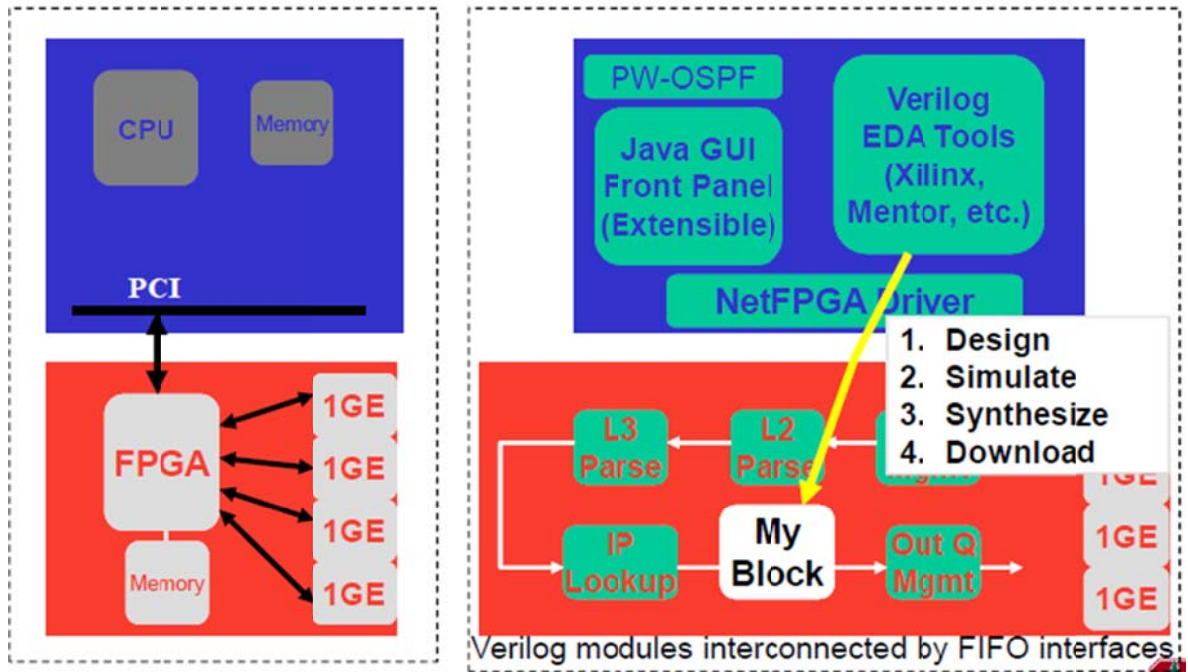 CPU
Memory
PCI
FPGA
Memory
1GE
1GE
1GE
1GE
PW-OSPF
Java GUI
Front Panel
(Extensible)
Verilog
EDA Tools
(Xilinx,
Mentor, etc.)
NetFPGA Driver
1. Design
2. Simulate
3. Synthesize
4. Download
L3
Parse
L2
Parse
IP
Lookup
My
Block
Out Q
Mgmt
1GE
1GE
1GE
Verilog modules interconnected by FIFO interfaces